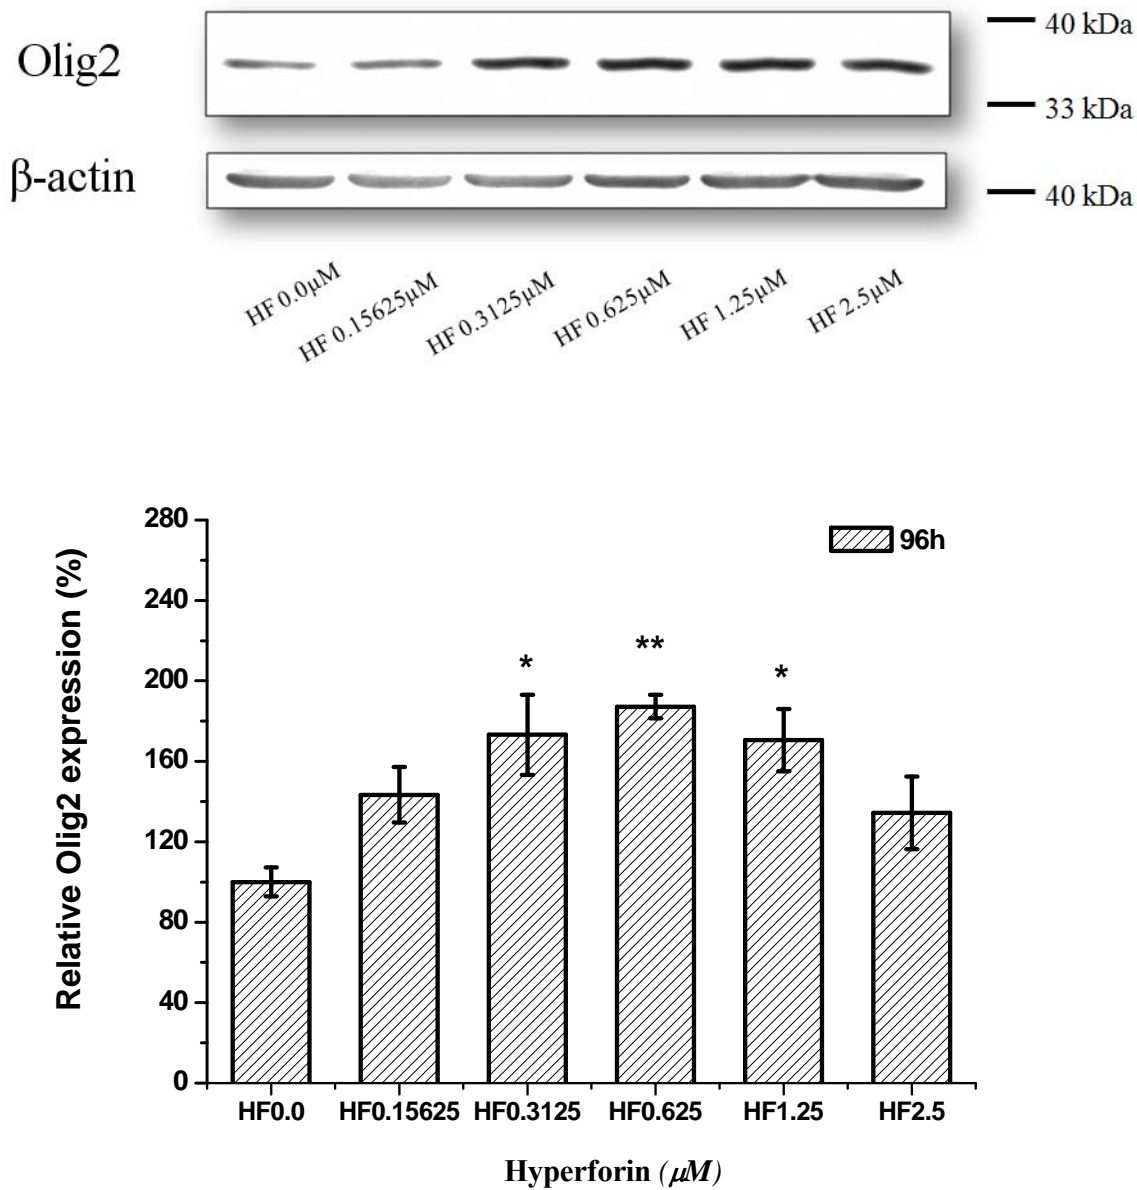 Olig2
40 kDa
33 kDa
β-actin
40 kDa
HF 0.0μM
HF 0.15625μM
HF 0.3125μM
HF 0.625μM
HF 1.25μM
HF 2.5μM
Relative Olig2 expression (%)
280
240
200
160
120
80
40
0
96h
*
**
*
HF0.0
HF0.15625
HF0.3125
HF0.625
HF1.25
HF2.5
Hyperforin (μM)